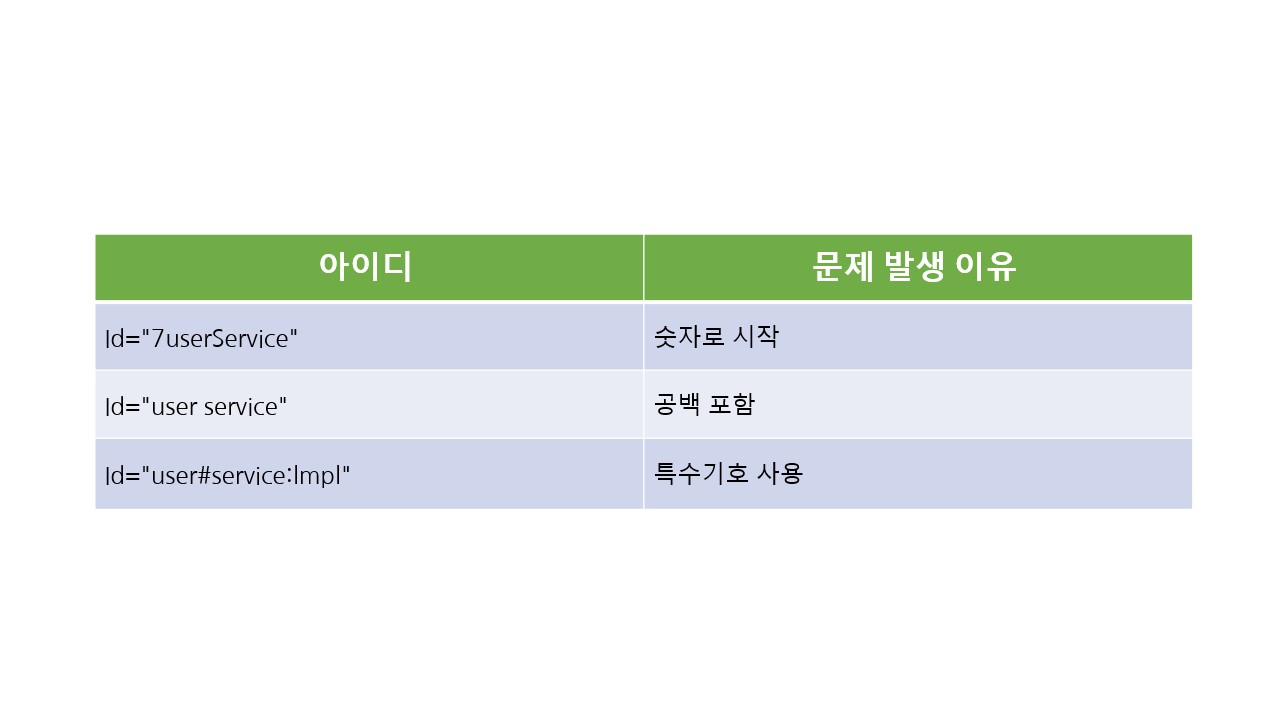 아이디 문제 발생 이유
Id="7userService" 숫자로 시작
Id="user service" 공백 포함
Id="user#service:lmpl" 특수기호 사용